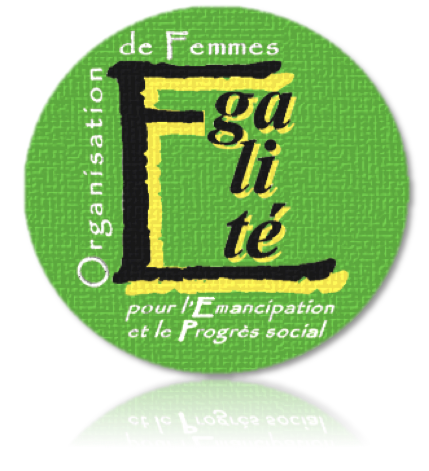 Organisation
de Femmes
Egalité
pour l'Emancipation
et le Progrès social